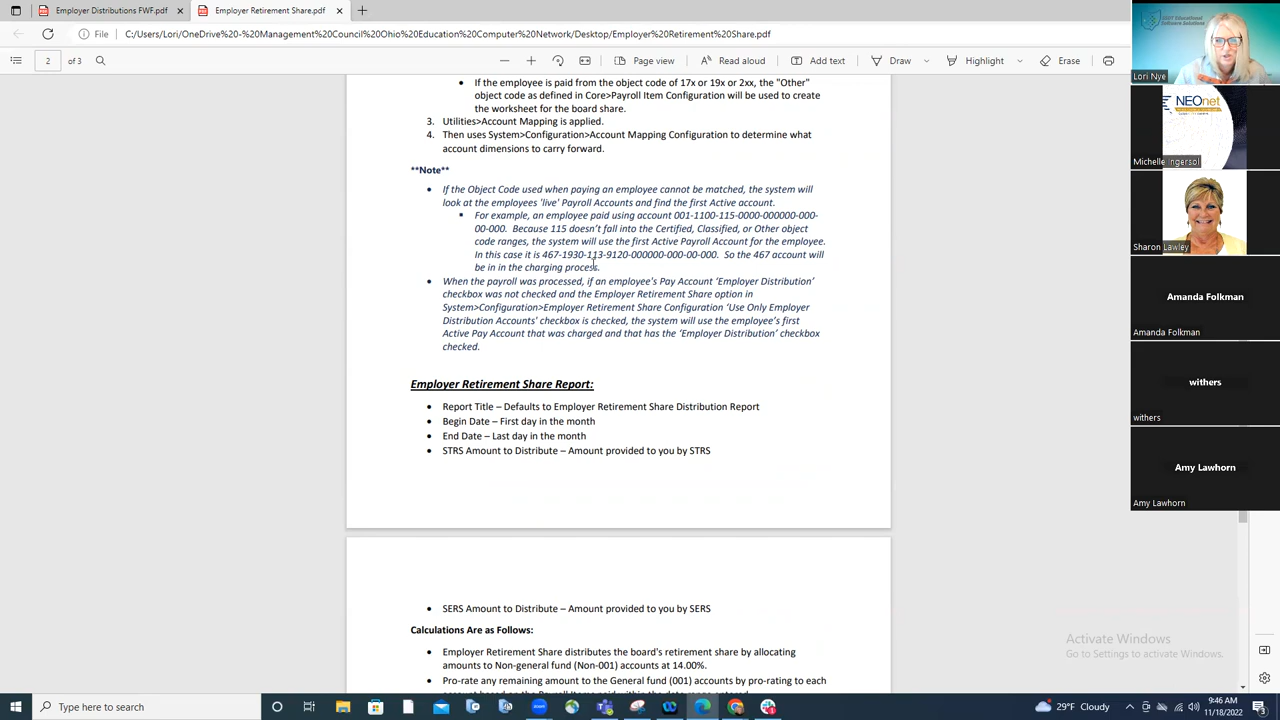 Employer Distributions FWF.pdf
Employer Retirement Share.pdf
File
C:/Users/Lori/OneDrive%20-%20Management%20Council%20Ohio%20Education%20Computer%20Network/Desktop/Employer%20Retirement%20Share.pdf
2 of 3
Page view
Read aloud
Add text
Draw
Highlight
Erase
If the employee is paid from the object code of 17x or 19x or 2xx, the "Other"
object code as defined in Core>Payroll Item Configuration will be used to create
the worksheet for the board share.
3. Utilities>Account Mapping is applied.
4. Then uses System>Configuration>Account Mapping Configuration to determine what
account dimensions to carry forward.
**Note**
If the Object Code used when paying an employee cannot be matched, the system will
look at the employees 'live' Payroll Accounts and find the first Active account.
For example, an employee paid using account 001-1100-115-0000-000000-000-
00-000. Because 115 doesn't fall into the Certified, Classified, or Other object
code ranges, the system will use the first Active Payroll Account for the employee.
In this case it is 467-1930-113-9120-000000-000-00-000. So the 467 account will
be in in the charging process.
When the payroll was processed, if an employee's Pay Account 'Employer Distribution'
checkbox was not checked and the Employer Retirement Share option in
System>Configuration>Employer Retirement Share Configuration 'Use Only Employer
Distribution Accounts' checkbox is checked, the system will use the employee's first
Active Pay Account that was charged and that has the 'Employer Distribution' checkbox
checked.
Employer Retirement Share Report:
Report Title – Defaults to Employer Retirement Share Distribution Report
Begin Date – First day in the month
End Date – Last day in the month
STRS Amount to Distribute – Amount provided to you by STRS
SERS Amount to Distribute – Amount provided to you by SERS
Calculations Are as Follows:
Employer Retirement Share distributes the board's retirement share by allocating
amounts to Non-general fund (Non-001) accounts at 14.00%.
Pro-rate any remaining amount to the General fund (001) accounts by pro-rating to each
Lori Nye
NEOnet
Michelle Ingersol
Sharon Lawley
Amanda Folkman
Amanda Folkman
withers
withers
Amy Lawhorn
Amy Lawhorn
Activate Windows
Go to Settings to activate Windows.
Type here to search
29°F Cloudy
9:46 AM
11/18/2022